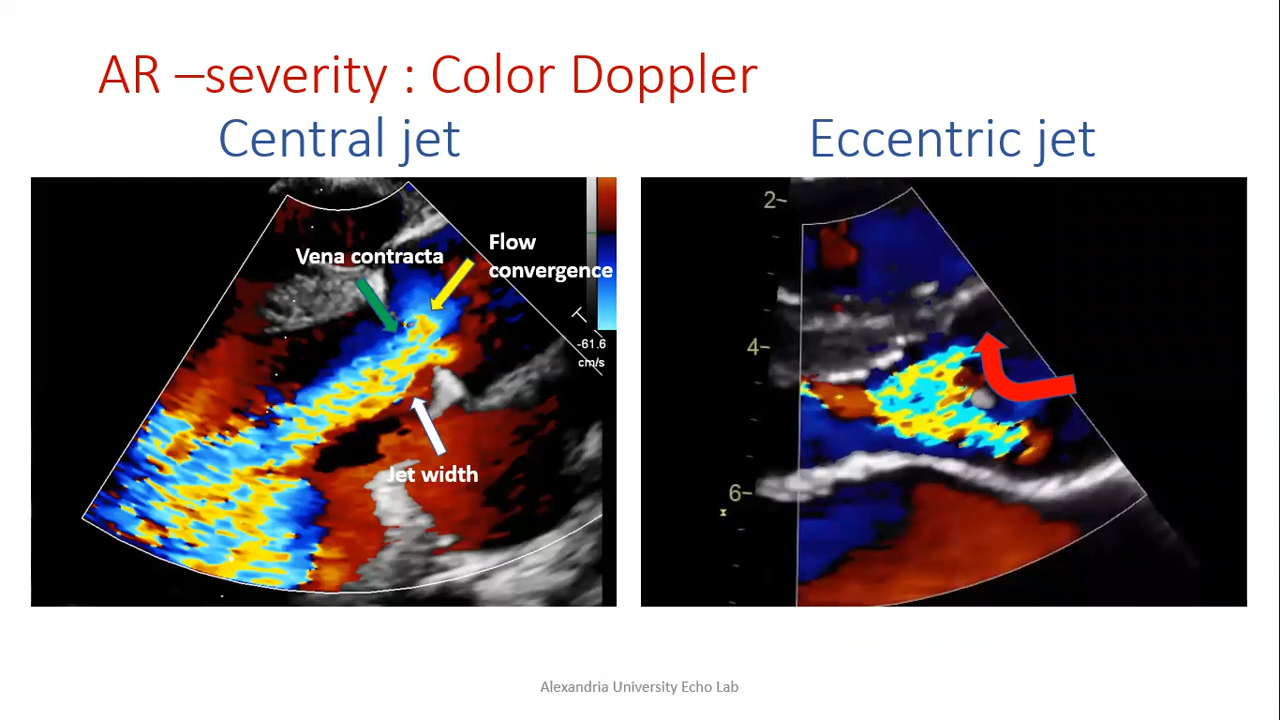 AR –severity : Color Doppler
Central jet
Eccentric jet
Vena contracta
Flow
convergence
-61.6
cm/s
Jet width
2-
4-
6-
Alexandria University Echo Lab